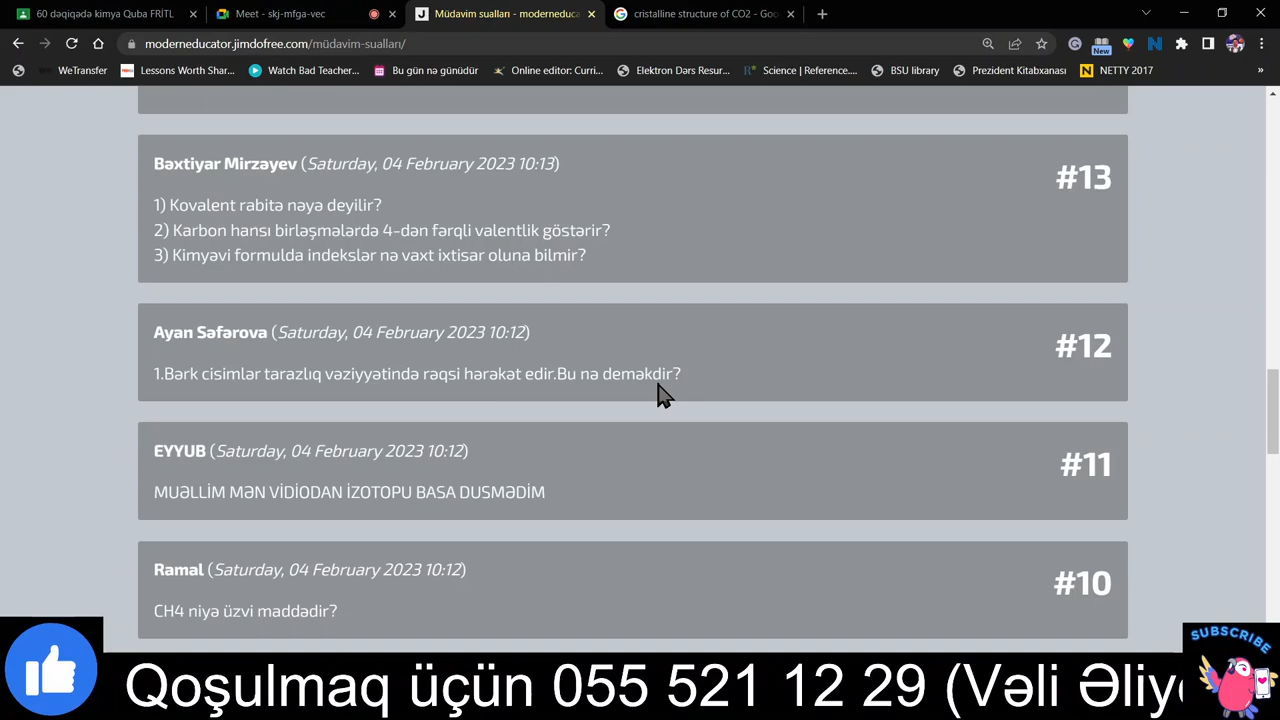 60 dəqiqədə kimya Quba FRİTL
Meet - skj-mfga-vec
Müdavim sualları - moderneduca
cristalline structure of CO2 - Goo
moderneducator.jimdofree.com/müdavim-sualları/
New
WeTransfer
Lessons Worth Shar...
Watch Bad Teacher...
Bu gün nə günüdür
Online editor: Curri...
Elektron Dərs Resur...
Science | Reference....
BSU library
Prezident Kitabxanası
NETTY 2017
Bəxtiyar Mirzəyev (Saturday, 04 February 2023 10:13)
#13
1) Kovalent rabitə nəyə deyilir?
2) Karbon hansı birləşmələrdə 4-dən fərqli valentlik göstərir?
3) Kimyəvi formulda indekslər nə vaxt ixtisar oluna bilmir?
Ayan Səfərova (Saturday, 04 February 2023 10:12)
#12
1.Bərk cisimlər tarazlıq vəziyyətində rəqsi hərəkət edir.Bu nə deməkdir?
EYYUB (Saturday, 04 February 2023 10:12)
#11
MUƏLLİM MƏN VİDİODAN İZOTOPU BASA DUSMƏDİM
Ramal (Saturday, 04 February 2023 10:12)
#10
CH4 niyə üzvi maddədir?
SUBSCRIBE
Qoşulmaq üçün 055 521 12 29 (Vəli Əliye